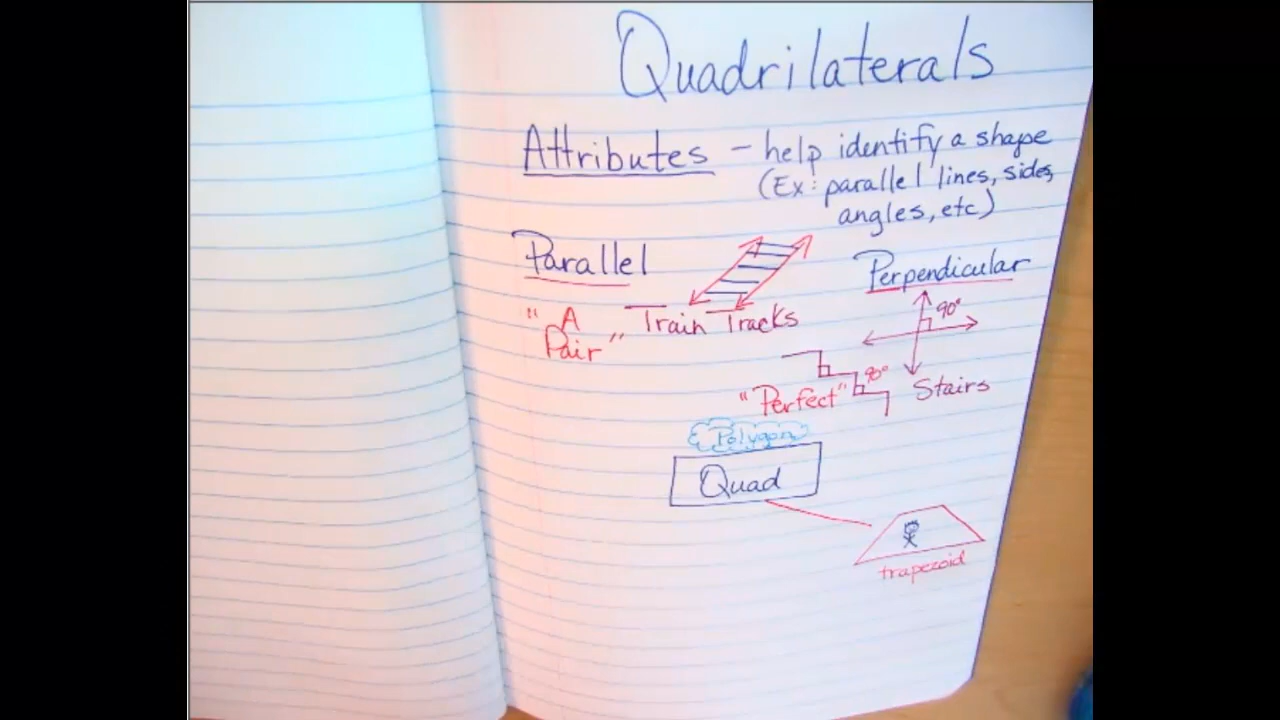 Quadrilaterals
Attributes - help identify a shape
(Ex: parallel lines, sides,
angles, etc)
Parallel
"A
Pair"
Train Tracks
Perpendicular
90°
90°
"Perfect"
Stairs
Polygon
Quad
trapezoid